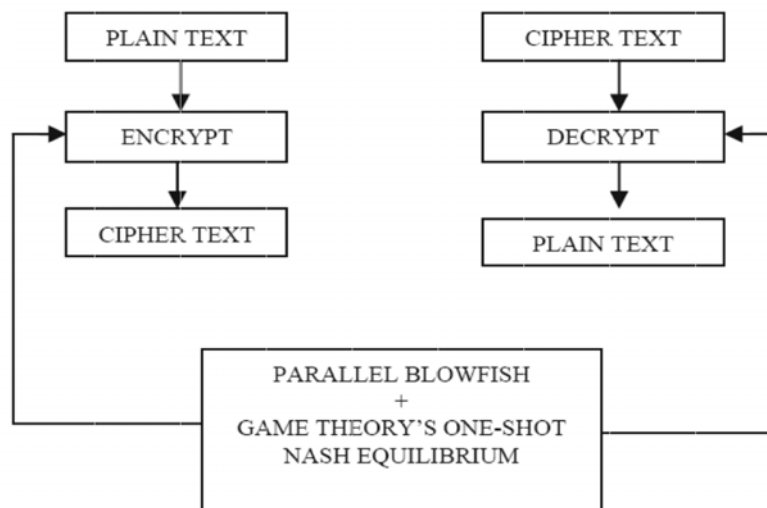 PLAIN TEXT
ENCRYPT
CIPHER TEXT
CIPHER TEXT
DECRYPT
PLAIN TEXT
PARALLEL BLOWFISH
+
GAME THEORY'S ONE-SHOT
NASH EQUILIBRIUM